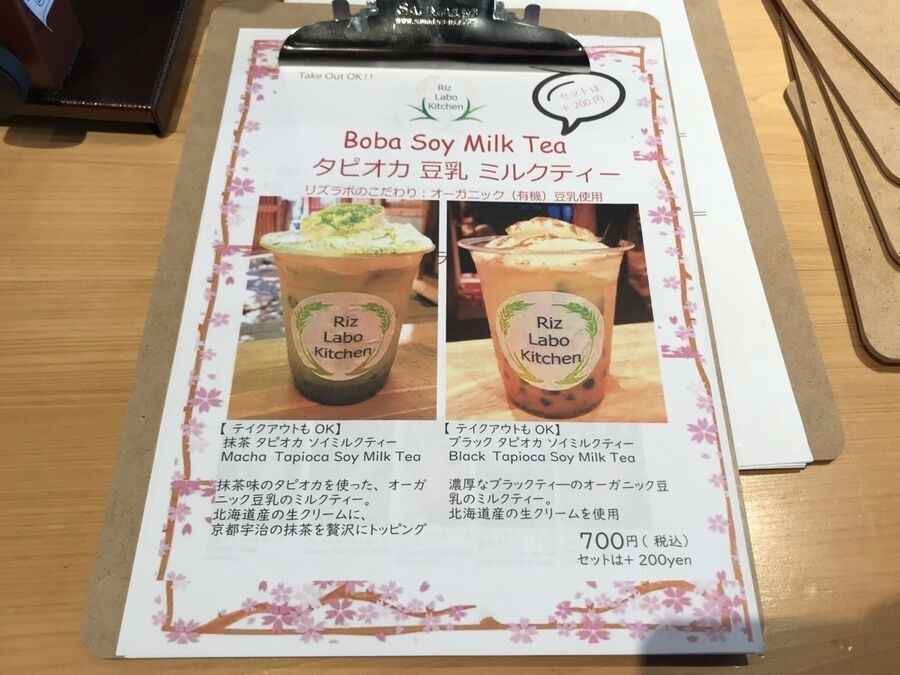 Take Out OK!!
Riz
Labo
Kitchen
セットは
+200円
Boba Soy Milk Tea
タピオカ 豆乳 ミルクティー
リズラボのこだわり:オーガニック(有機)豆乳使用
Riz
Labo
Kitchen
Riz
Labo
Kitchen
【 テイクアウトも OK】
抹茶 タピオカ ソイミルクティー
Macha Tapioca Soy Milk Tea
抹茶味のタピオカを使った、オーガ
ニック豆乳のミルクティー。
北海道産の生クリームに、
京都宇治の抹茶を贅沢にトッピング
【 テイクアウトも OK】
ブラック タピオカ ソイミルクティー
Black Tapioca Soy Milk Tea
濃厚なブラックティーのオーガニック豆
乳のミルクティー。
北海道産の生クリームを使用
700円( 税込)
セットは+ 200yen